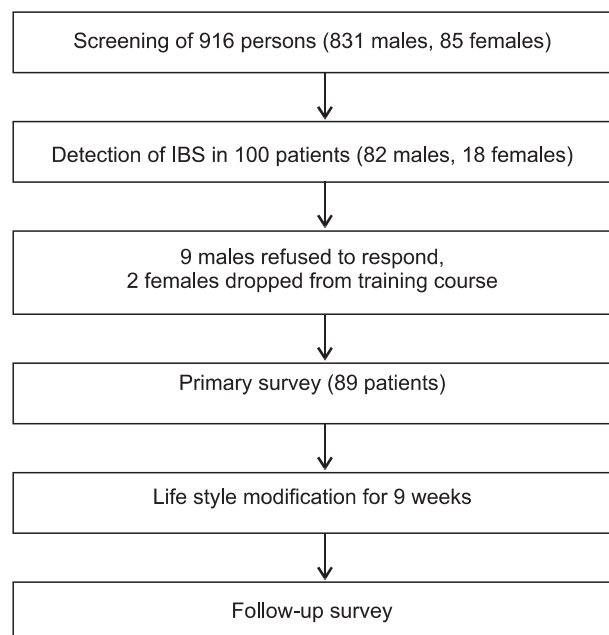 Screening of 916 persons (831 males, 85 females)
Detection of IBS in 100 patients (82 males, 18 females)
9 males refused to respond,
2 females dropped from training course
Primary survey (89 patients)
Life style modification for 9 weeks
Follow-up survey